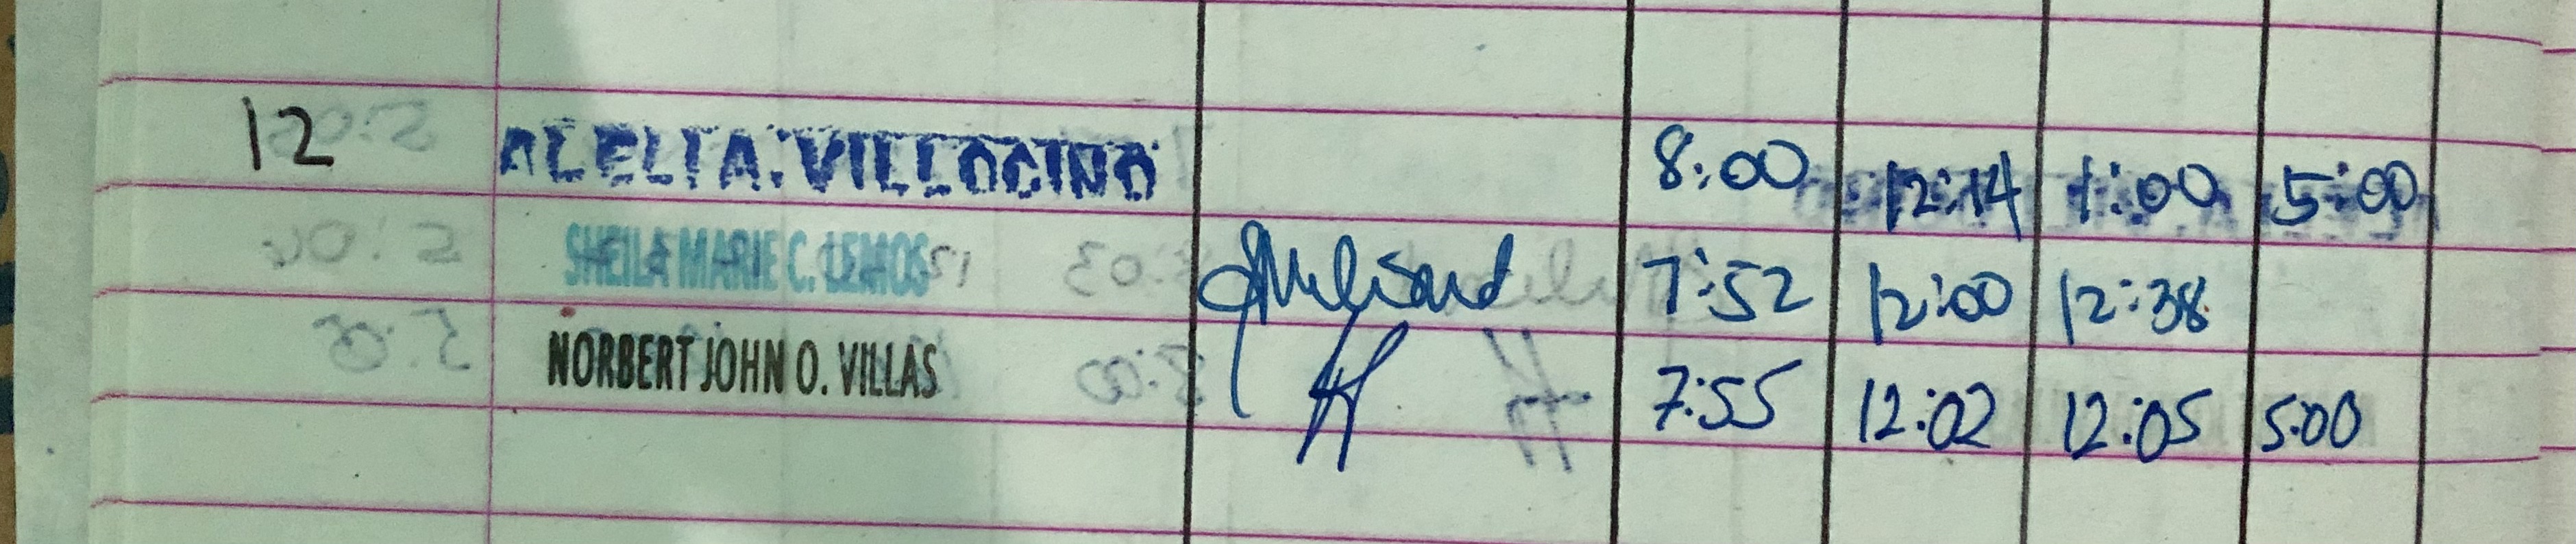 12 ALELI A. VILLOCINO 8:00 12:14 1:00 5:00
SHEILA MARIE C. LEMOS 7:52 12:00 12:38
NORBERT JOHN O. VILLAS 7:55 12:02 12:05 5:00